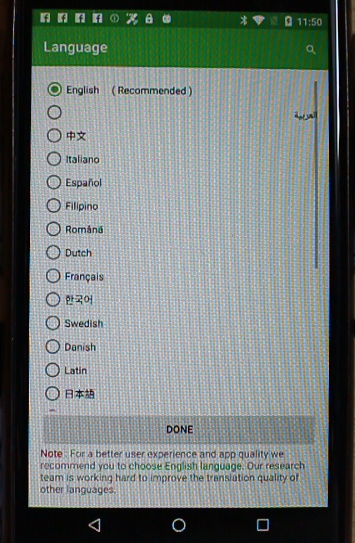 11:50
Language
English (Recommended)
العربية
中文
Italiano
Español
Filipino
Română
Dutch
Français
한국어
Swedish
Danish
Latin
日本語
DONE
Note : For a better user experience and app quality we
recommend you to choose English language. Our research
team is working hard to improve the translation quality of
other languages.